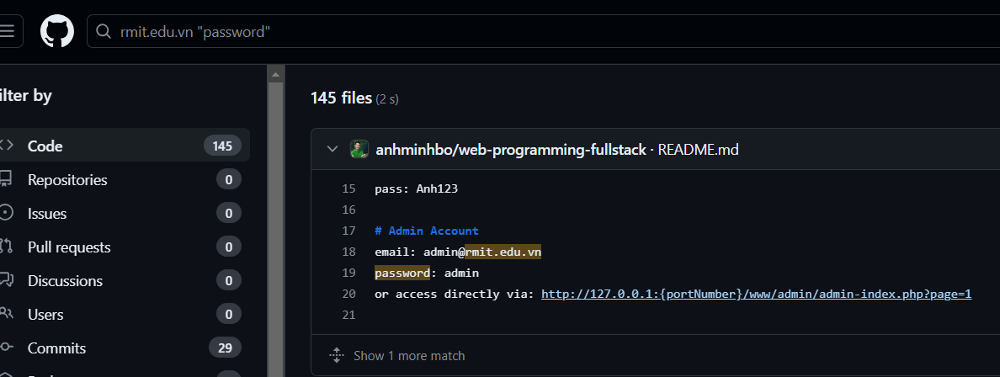 rmit.edu.vn "password"
ilter by
Code 145
Repositories 0
Issues 0
Pull requests 0
Discussions 0
Users 0
Commits 29
145 files (2 s)
anhminhbo/web-programming-fullstack · README.md
15 pass: Anh123
16
17 # Admin Account
18 email: admin@rmit.edu.vn
19 password: admin
20 or access directly via: http://127.0.0.1:{portNumber}/www/admin/admin-index.php?page=1
21
Show 1 more match